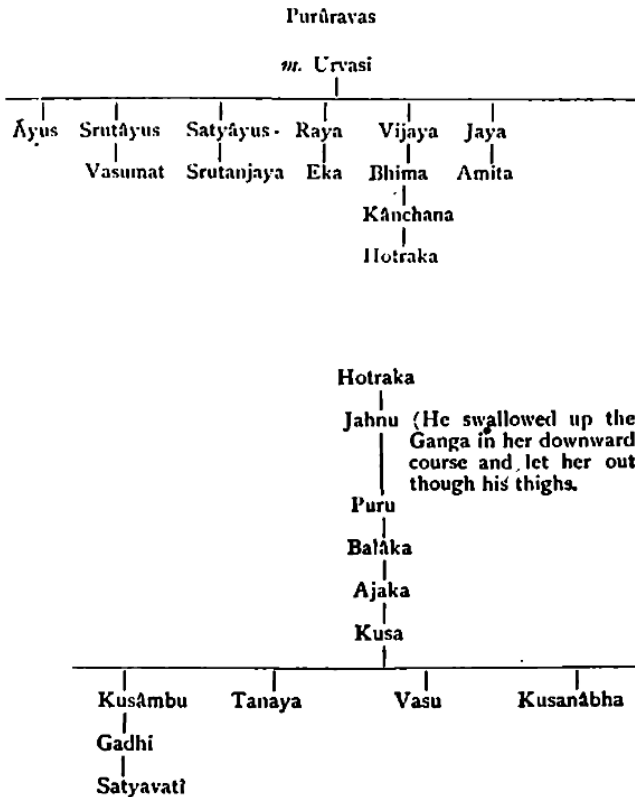 Purûravas
m. Urvasi
Âyus Srutâyus Satyâyus· Raya Vijaya Jaya
Vasumat Srutanjaya Eka Bhima Amita
Kânchana
Hotraka
Hotraka
Jahnu (He swallowed up the
Ganga in her downward
course and let her out
though his thighs.
Puru
Balâka
Ajaka
Kusa
Kusâmbu Tanaya Vasu Kusanâbha
Gadhi
Satyavatî